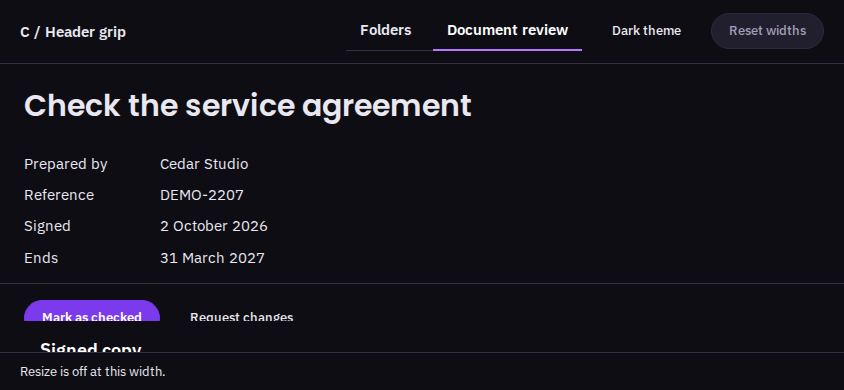 C / Header grip
Folders
Document review
Dark theme
Reset widths
Check the service agreement
Prepared by Cedar Studio
Reference DEMO-2207
Signed 2 October 2026
Ends 31 March 2027
Mark as checked
Request changes
Signed copy
Resize is off at this width.